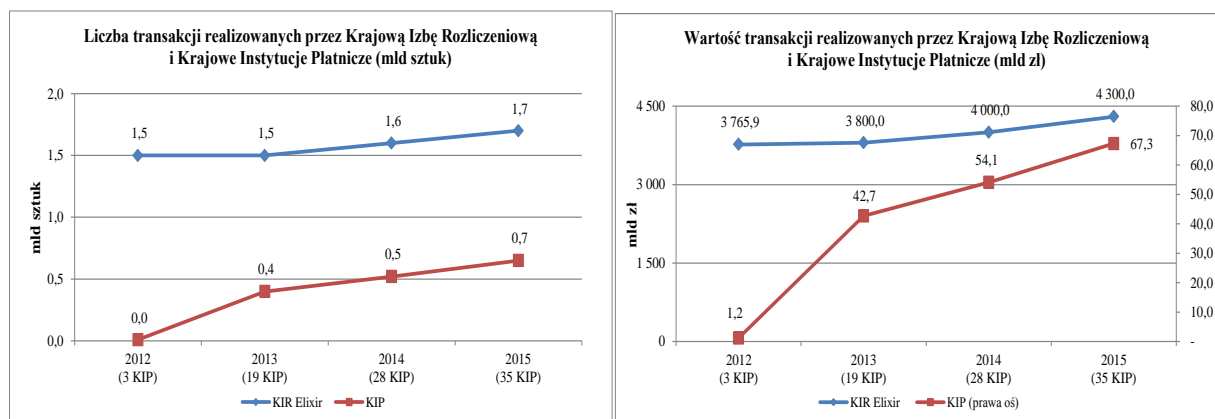 Liczba transakcji realizowanych przez Krajową Izbę Rozliczeniową
i Krajowe Instytucje Płatnicze (mld sztuk)
2,0
1,5
1,0
0,5
0,0
mld sztuk
1,5
1,5
1,6
1,7
0,0
0,4
0,5
0,7
2012
(3 KIP)
2013
(19 KIP)
2014
(28 KIP)
2015
(35 KIP)
KIR Elixir
KIP
Wartość transakcji realizowanych przez Krajową Izbę Rozliczeniową
i Krajowe Instytucje Płatnicze (mld zł)
4 500
3 000
1 500
0
mld zł
3 765,9
3 800,0
4 000,0
4 300,0
1,2
42,7
54,1
67,3
80,0
70,0
60,0
50,0
40,0
30,0
20,0
10,0
-
2012
(3 KIP)
2013
(19 KIP)
2014
(28 KIP)
2015
(35 KIP)
KIR Elixir
KIP (prawa oś)